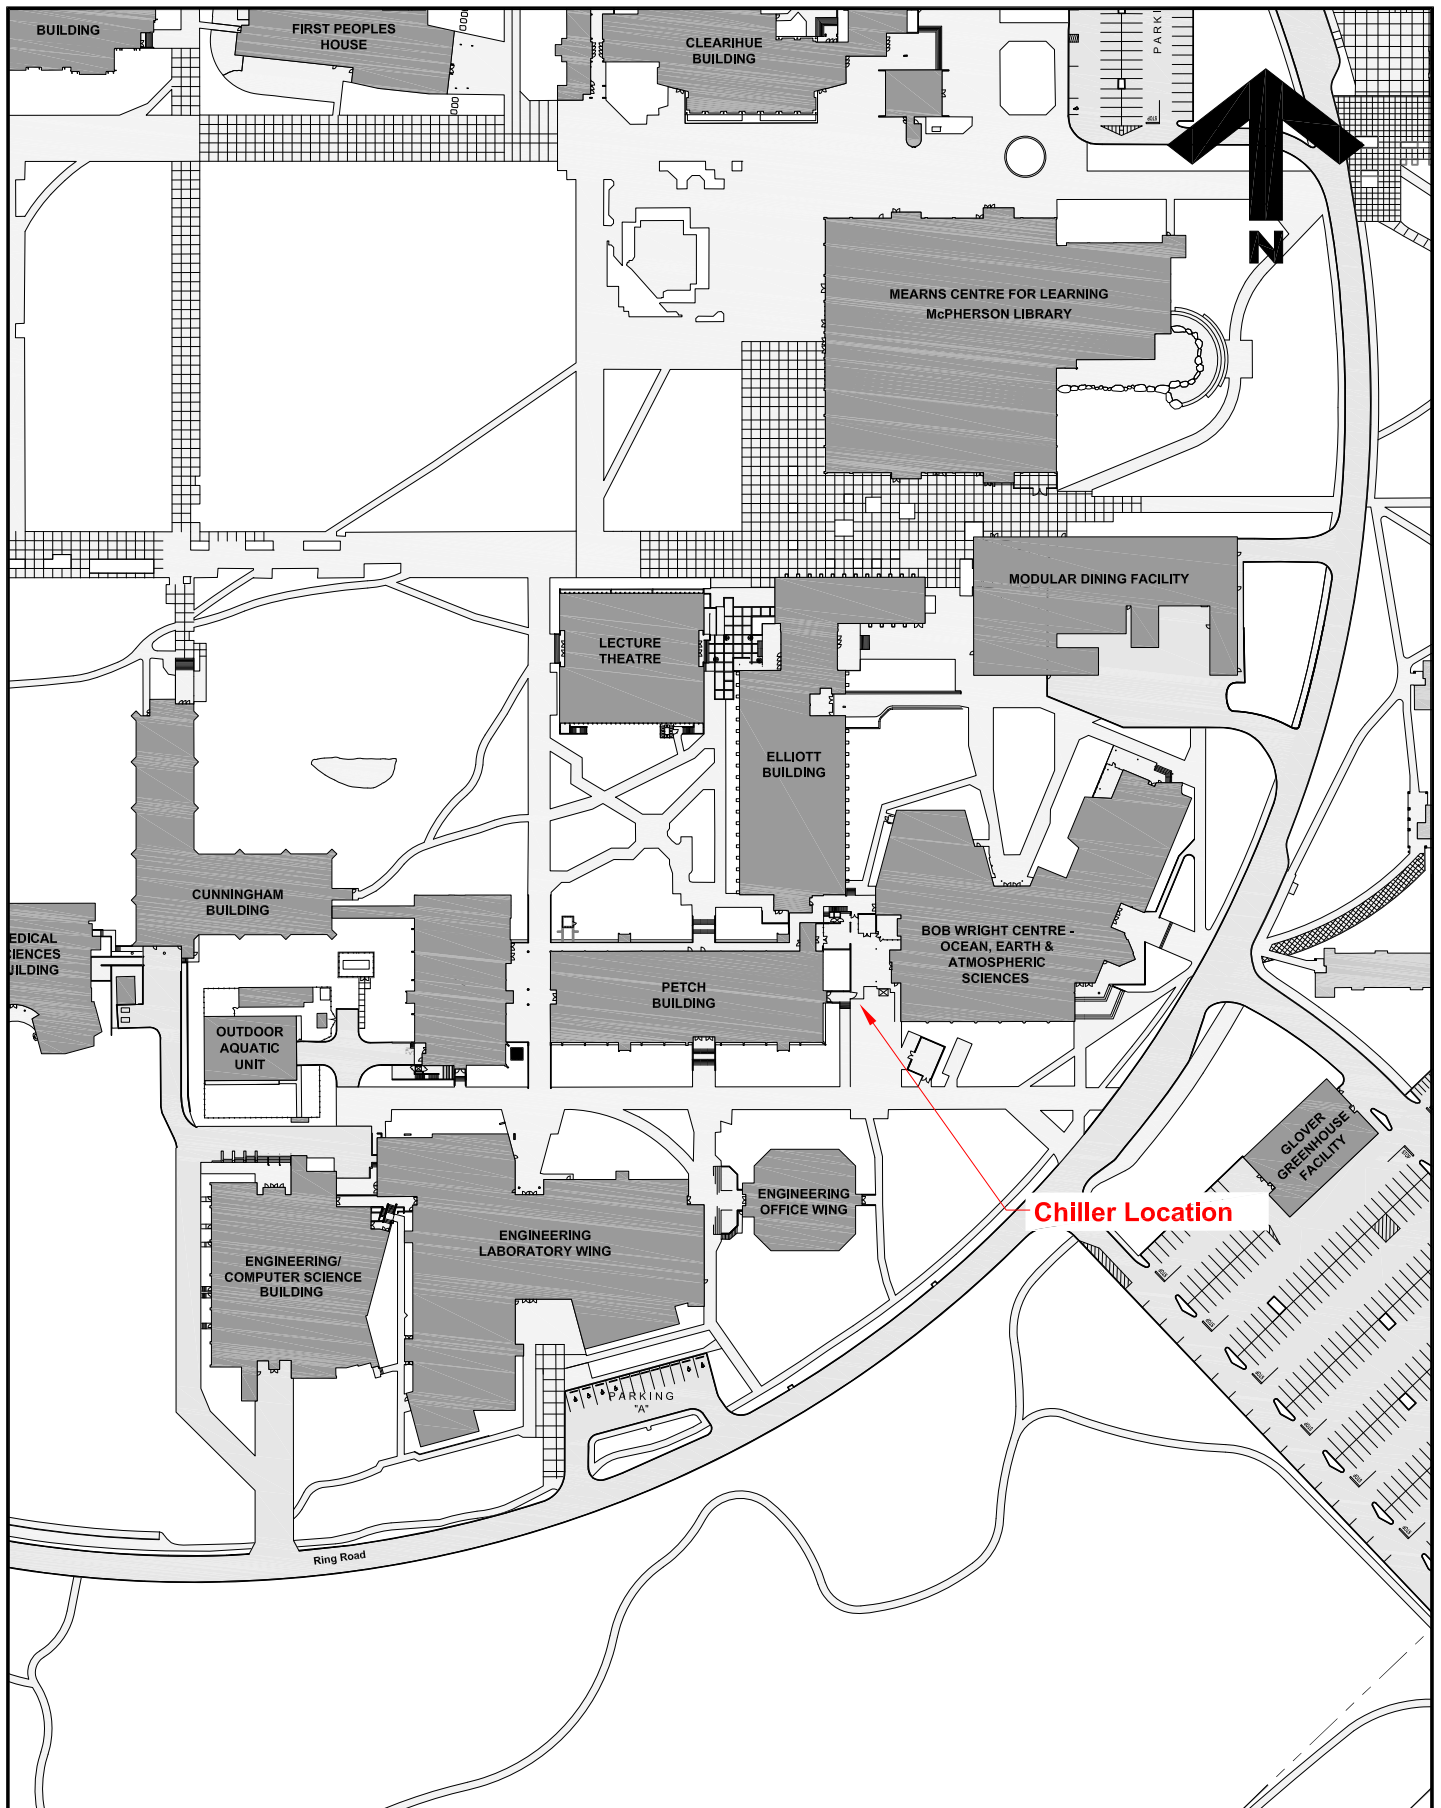 BUILDING
FIRST PEOPLES
HOUSE
CLEARIHUE
BUILDING
PARKI
N
MEARNS CENTRE FOR LEARNING
McPHERSON LIBRARY
MODULAR DINING FACILITY
LECTURE
THEATRE
ELLIOTT
BUILDING
CUNNINGHAM
BUILDING
EDICAL
CIENCES
UILDING
BOB WRIGHT CENTRE -
OCEAN, EARTH &
ATMOSPHERIC
SCIENCES
PETCH
BUILDING
OUTDOOR
AQUATIC
UNIT
GLOVER
GREENHOUSE
FACILITY
ENGINEERING
OFFICE WING
Chiller Location
ENGINEERING
LABORATORY WING
ENGINEERING/
COMPUTER SCIENCE
BUILDING
PARKING
"A"
Ring Road